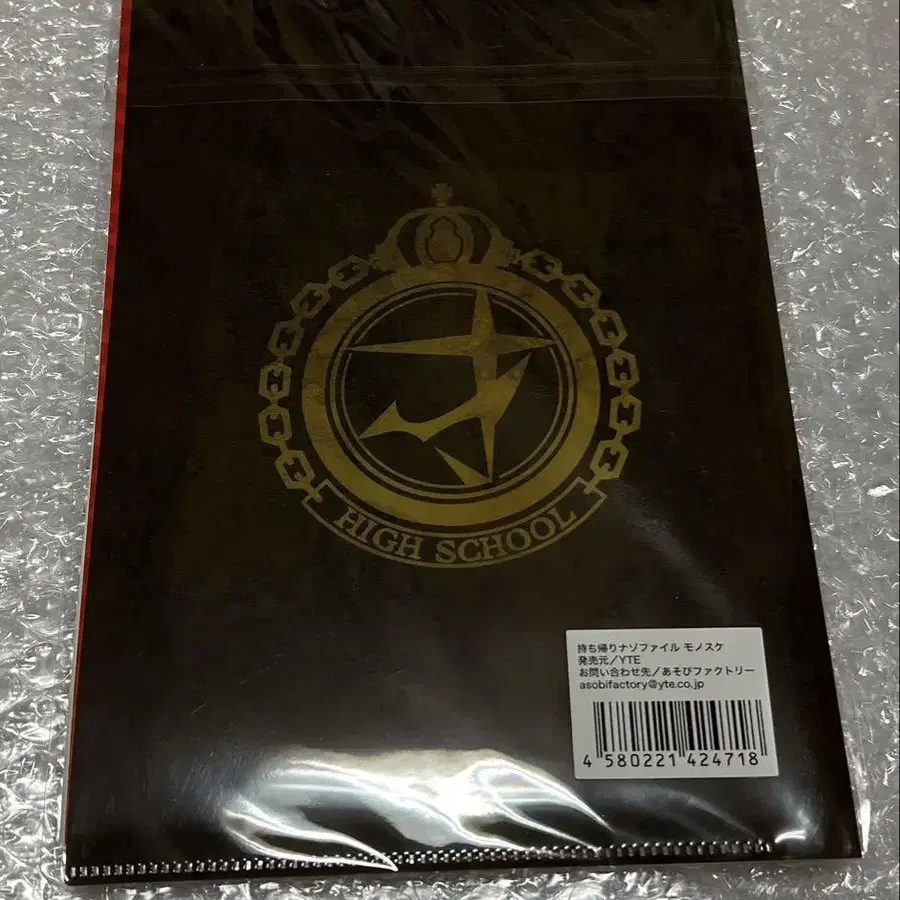 HIGH SCHOOL
持ち帰りナゾファイル モノスケ
発売元／YTE
お問い合わせ先／あそびファクトリー
asobifactory@yte.co.jp
4 580221 424718